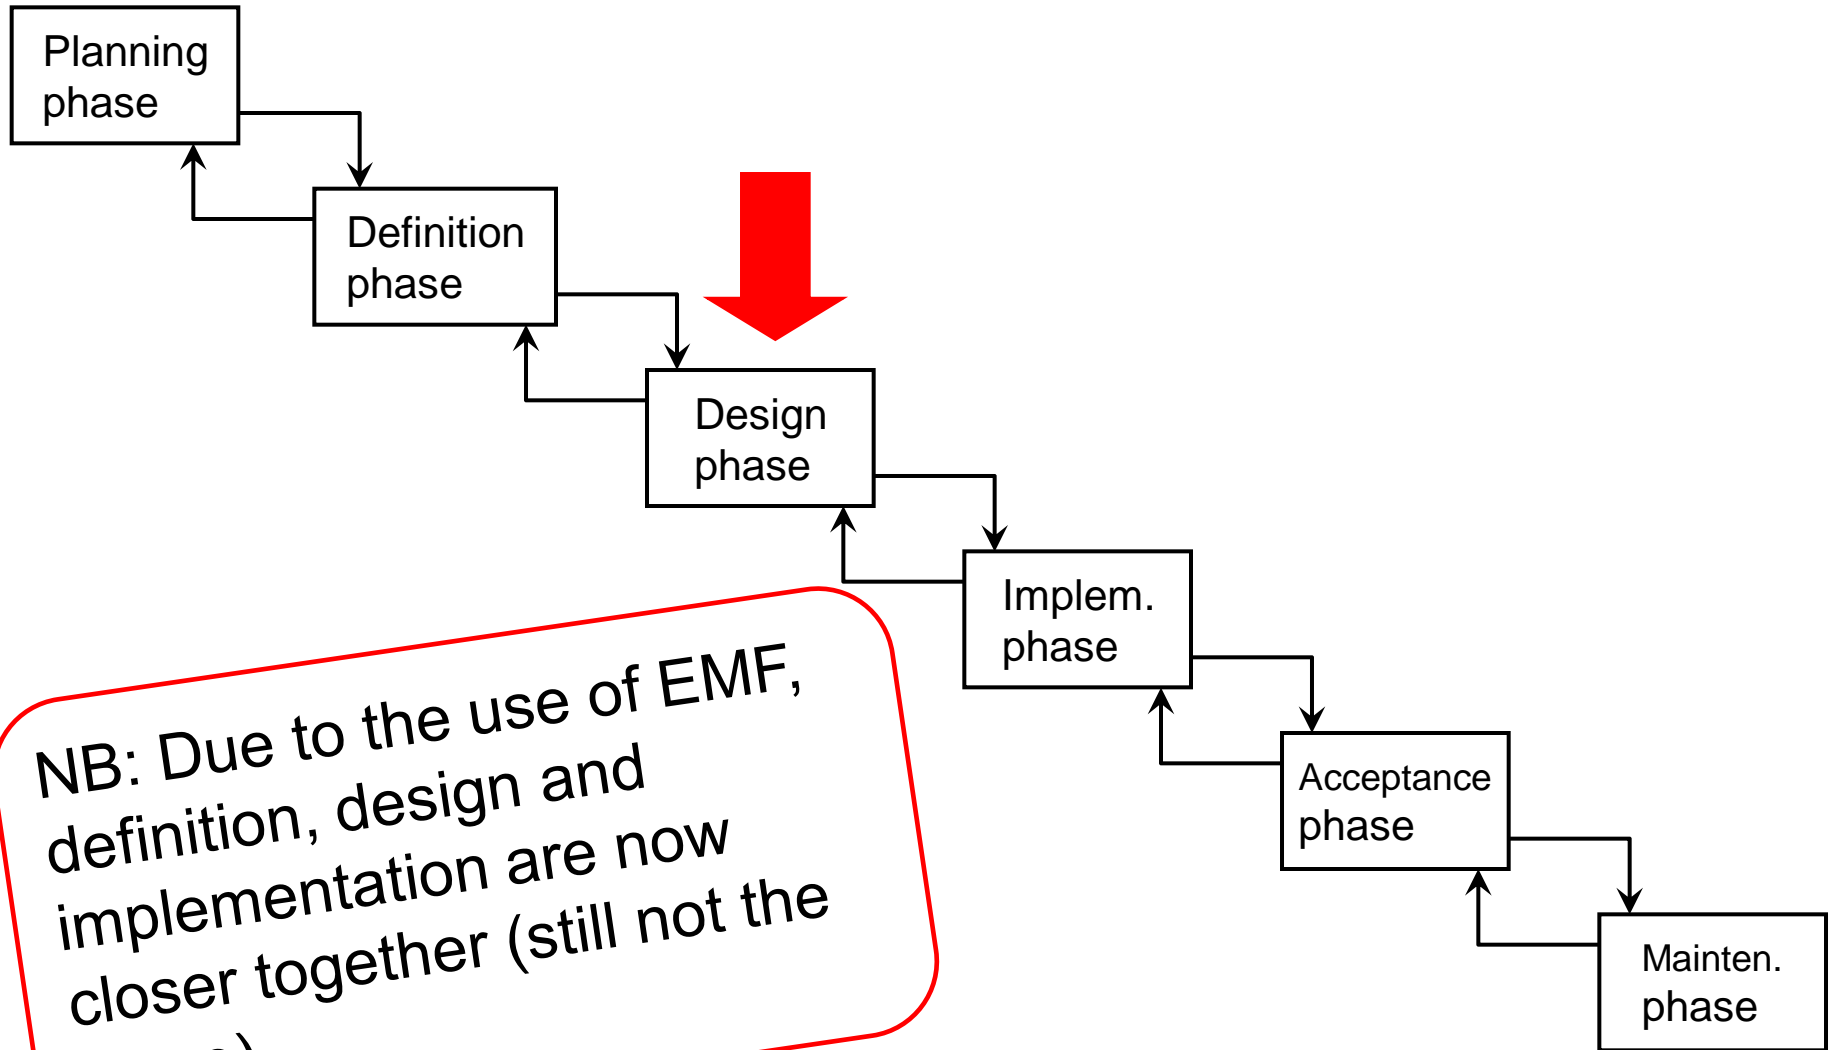 Planning
phase
Definition
phase
Design
phase
Implem.
phase
Acceptance
phase
Mainten.
phase
NB: Due to the use of EMF,
definition, design and
implementation are now
closer together (still not the